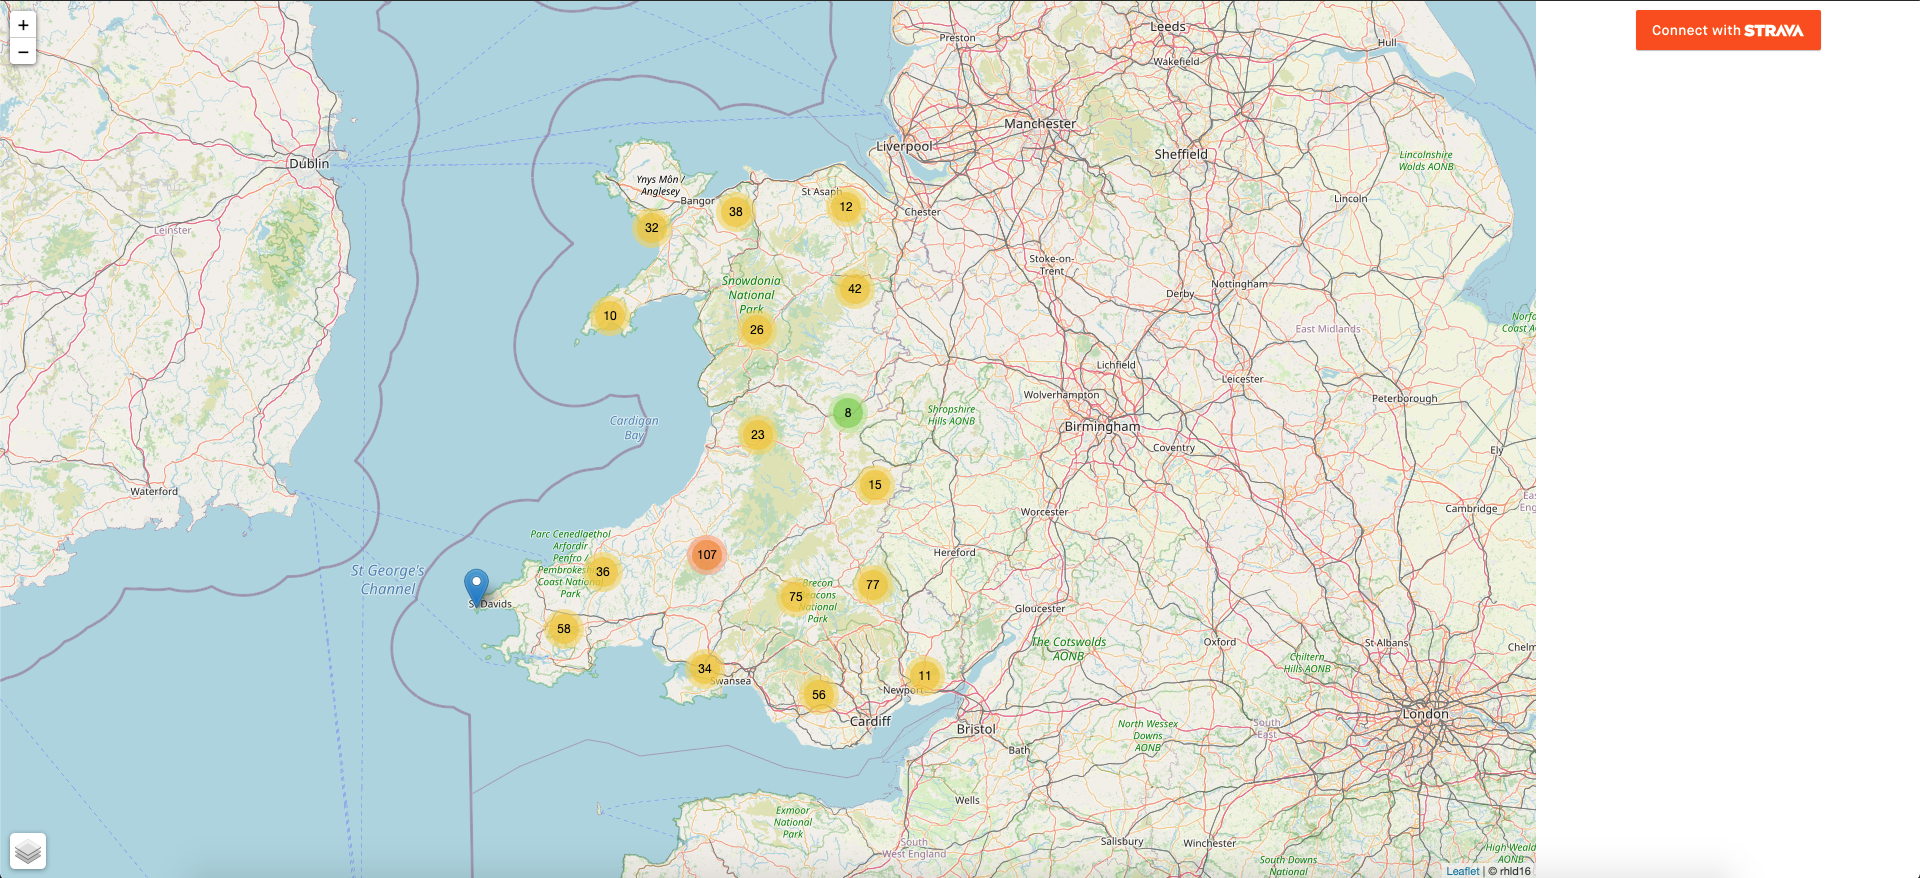 +
−
Connect with STRAVA
Leeds
Preston
Hull
Wakefield
Manchester
Liverpool
Sheffield
Lincolnshire
Wolds AONB
Dublin
Ynys Môn /
Anglesey
Bangor
St Asaph
38
12
32
Chester
Lincoln
Leinster
Stoke-on-
Trent
Snowdonia
National
Park
42
Derby
Nottingham
10
26
East Midlands
Lichfield
Leicester
Wolverhampton
Peterborough
8
Shropshire
Hills AONB
Cardigan
Bay
23
Birmingham
Coventry
Ely
Waterford
15
Worcester
Cambridge
Parc Cenedlaethol
Arfordir
Penfro /
Pembrokeshire
Coast National
Park
107
Hereford
36
St George's
Channel
St Davids
75
77
Brecon
Beacons
National
Park
Gloucester
58
The Cotswolds
AONB
Oxford
St Albans
Chelm
Chiltern
Hills AONB
34
Swansea
11
56
Newport
Cardiff
London
Bristol
North Wessex
Downs
AONB
South
East
Bath
Wells
Exmoor
National
Park
Salisbury
Winchester
South
West England
South Downs
National
High Weald
AONB
Leaflet | © rhld16